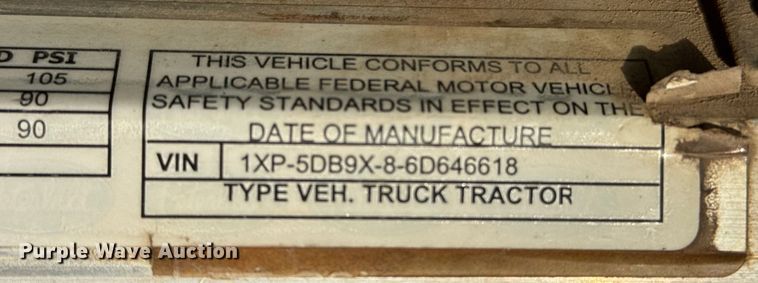 D PSI
105
90
90
THIS VEHICLE CONFORMS TO ALL
APPLICABLE FEDERAL MOTOR VEHICLE
SAFETY STANDARDS IN EFFECT ON THE
DATE OF MANUFACTURE
VIN 1XP-5DB9X-8-6D646618
TYPE VEH. TRUCK TRACTOR
Purple Wave Auction